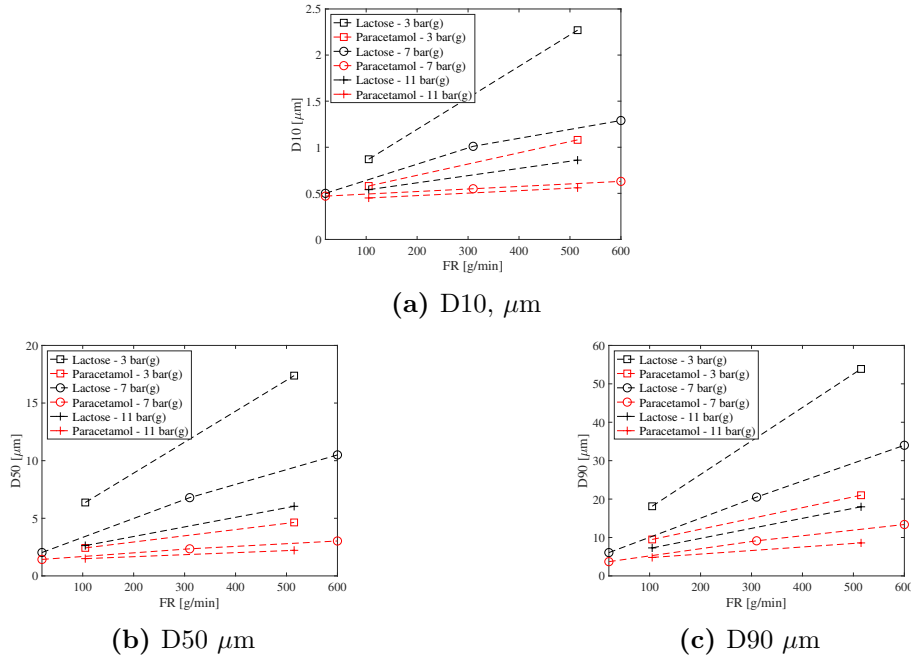 2.5
2
1.5
1
0.5
0
D10 [μm]
Lactose - 3 bar(g)
Paracetamol - 3 bar(g)
Lactose - 7 bar(g)
Paracetamol - 7 bar(g)
Lactose - 11 bar(g)
Paracetamol - 11 bar(g)
100 200 300 400 500 600
FR [g/min]
(a) D10, μm
20
15
10
5
0
D50 [μm]
Lactose - 3 bar(g)
Paracetamol - 3 bar(g)
Lactose - 7 bar(g)
Paracetamol - 7 bar(g)
Lactose - 11 bar(g)
Paracetamol - 11 bar(g)
100 200 300 400 500 600
FR [g/min]
(b) D50 μm
60
50
40
30
20
10
0
D90 [μm]
Lactose - 3 bar(g)
Paracetamol - 3 bar(g)
Lactose - 7 bar(g)
Paracetamol - 7 bar(g)
Lactose - 11 bar(g)
Paracetamol - 11 bar(g)
100 200 300 400 500 600
FR [g/min]
(c) D90 μm